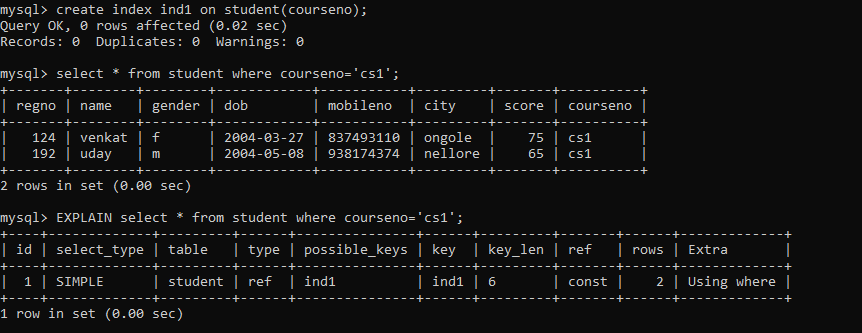 mysql> create index ind1 on student(courseno);
Query OK, 0 rows affected (0.02 sec)
Records: 0  Duplicates: 0  Warnings: 0
mysql> select * from student where courseno='cs1';
+-------+--------+--------+------------+-----------+---------+-------+----------+
| regno | name   | gender | dob        | mobileno  | city    | score | courseno |
+-------+--------+--------+------------+-----------+---------+-------+----------+
|   124 | venkat | f      | 2004-03-27 | 837493110 | ongole  |    75 | cs1      |
|   192 | uday   | m      | 2004-05-08 | 938174374 | nellore |    65 | cs1      |
+-------+--------+--------+------------+-----------+---------+-------+----------+
2 rows in set (0.00 sec)
mysql> EXPLAIN select * from student where courseno='cs1';
+----+-------------+---------+------+---------------+------+---------+-------+------+-------------+
| id | select_type | table   | type | possible_keys | key  | key_len | ref   | rows | Extra       |
+----+-------------+---------+------+---------------+------+---------+-------+------+-------------+
|  1 | SIMPLE      | student | ref  | ind1          | ind1 | 6       | const |    2 | Using where |
+----+-------------+---------+------+---------------+------+---------+-------+------+-------------+
1 row in set (0.00 sec)